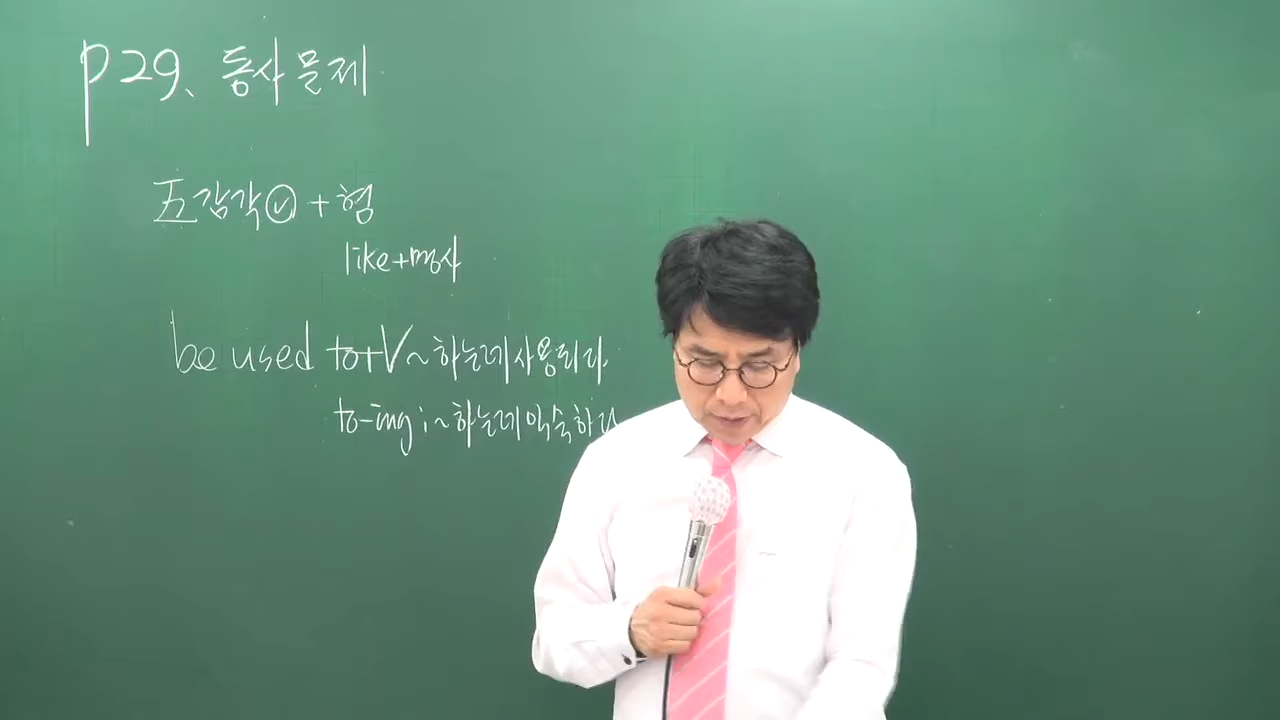 p29、동사 문제
五감각ⓥ + 형
like+명사
be used to+V ~하는데 사용되다
to-ing ; ~하는데 익숙하다